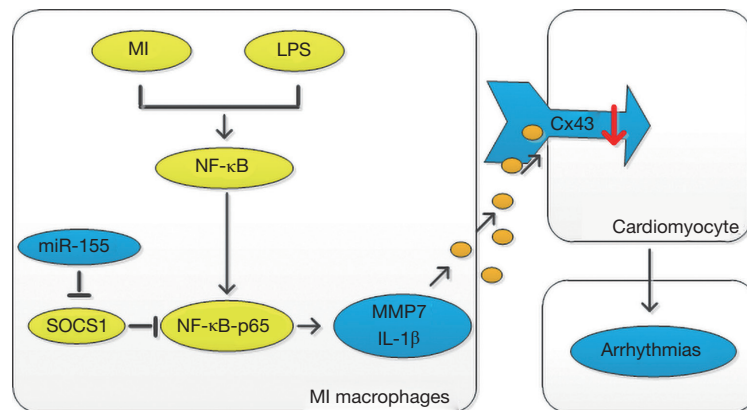 MI
LPS
NF-κB
miR-155
SOCS1
NF-κB-p65
MMP7
IL-1β
MI macrophages
Cx43
Cardiomyocyte
Arrhythmias